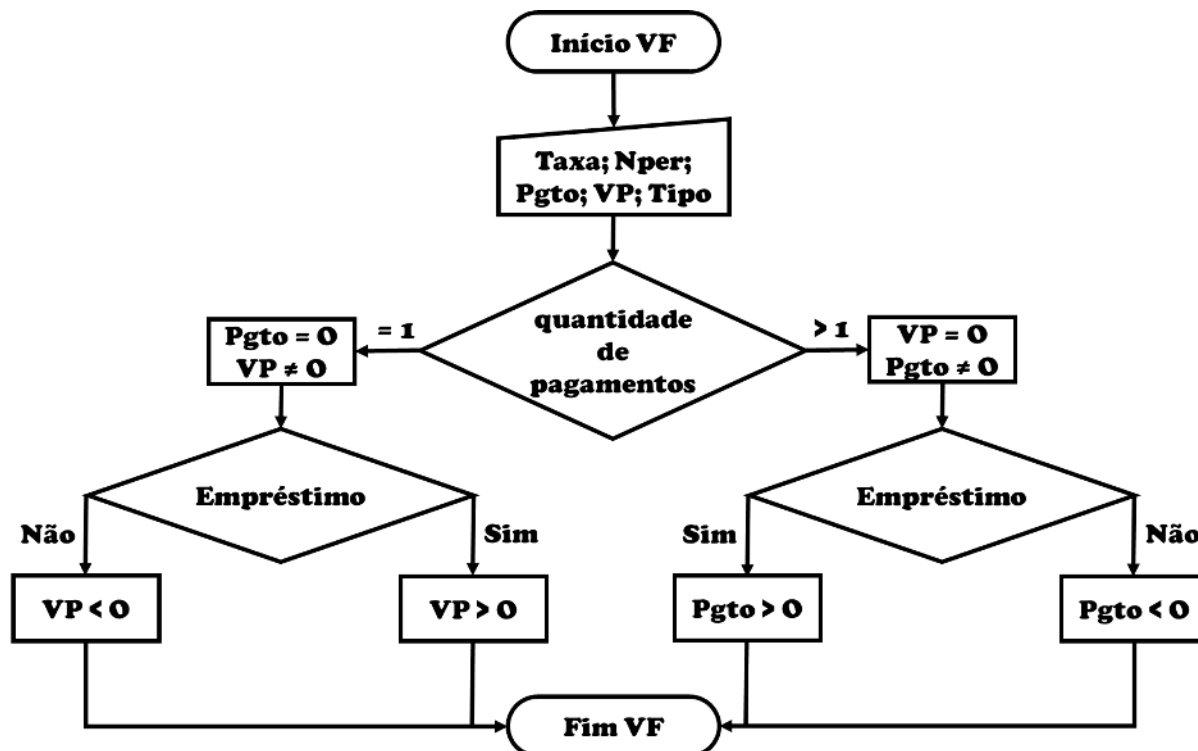 Início VF
Taxa; Nper;
Pgto; VP; Tipo
quantidade
de
pagamentos
= 1
> 1
Pgto = 0
VP ≠ 0
VP = 0
Pgto ≠ 0
Empréstimo
Não
Sim
Empréstimo
Sim
Não
VP < 0
VP > 0
Pgto > 0
Pgto < 0
Fim VF